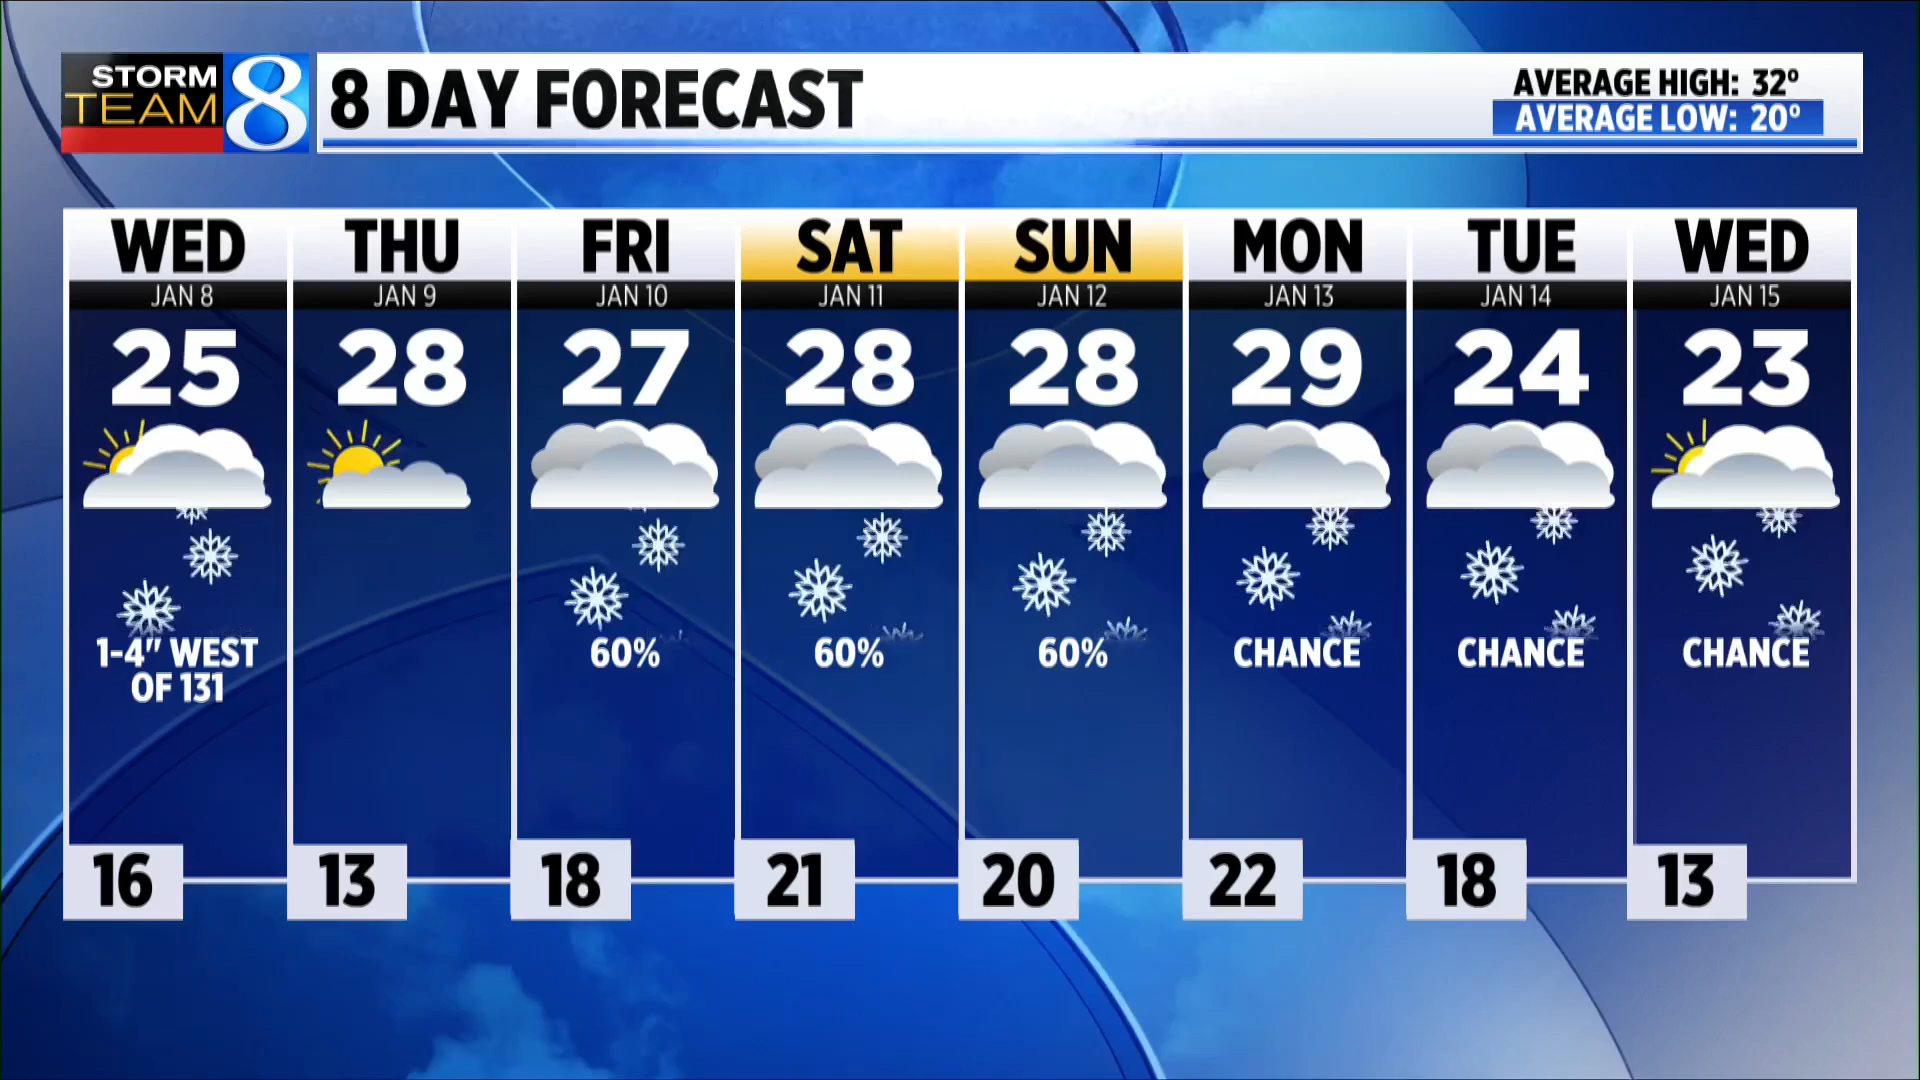 STORM
TEAM
8
8 DAY FORECAST
AVERAGE HIGH: 32°
AVERAGE LOW: 20°
WED
JAN 8
25
1-4" WEST
OF 131
16
THU
JAN 9
28
13
FRI
JAN 10
27
60%
18
SAT
JAN 11
28
60%
21
SUN
JAN 12
28
60%
20
MON
JAN 13
29
CHANCE
22
TUE
JAN 14
24
CHANCE
18
WED
JAN 15
23
CHANCE
13